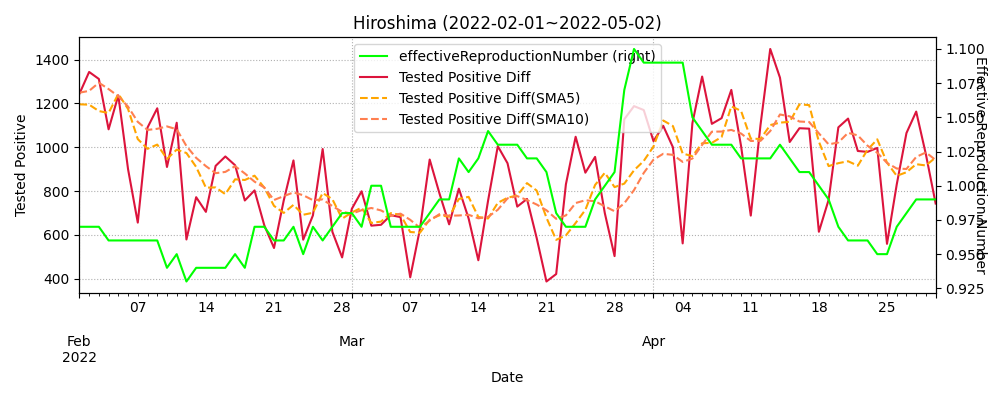 Hiroshima (2022-02-01~2022-05-02)
effectiveReproductionNumber (right)
Tested Positive Diff
Tested Positive Diff(SMA5)
Tested Positive Diff(SMA10)
Tested Positive
1400
1200
1000
800
600
400
1.100
1.075
1.050
1.025
1.000
0.975
0.950
0.925
Effective Reproduction Number
07 14 21 28 07 14 21 28 04 11 18 25
Feb Mar Apr
2022
Date